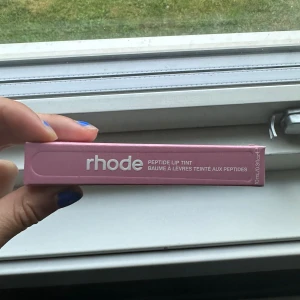 rhode
PEPTIDE LIP TINT
BAUME À LÈVRES TEINTÉ AUX PEPTIDES